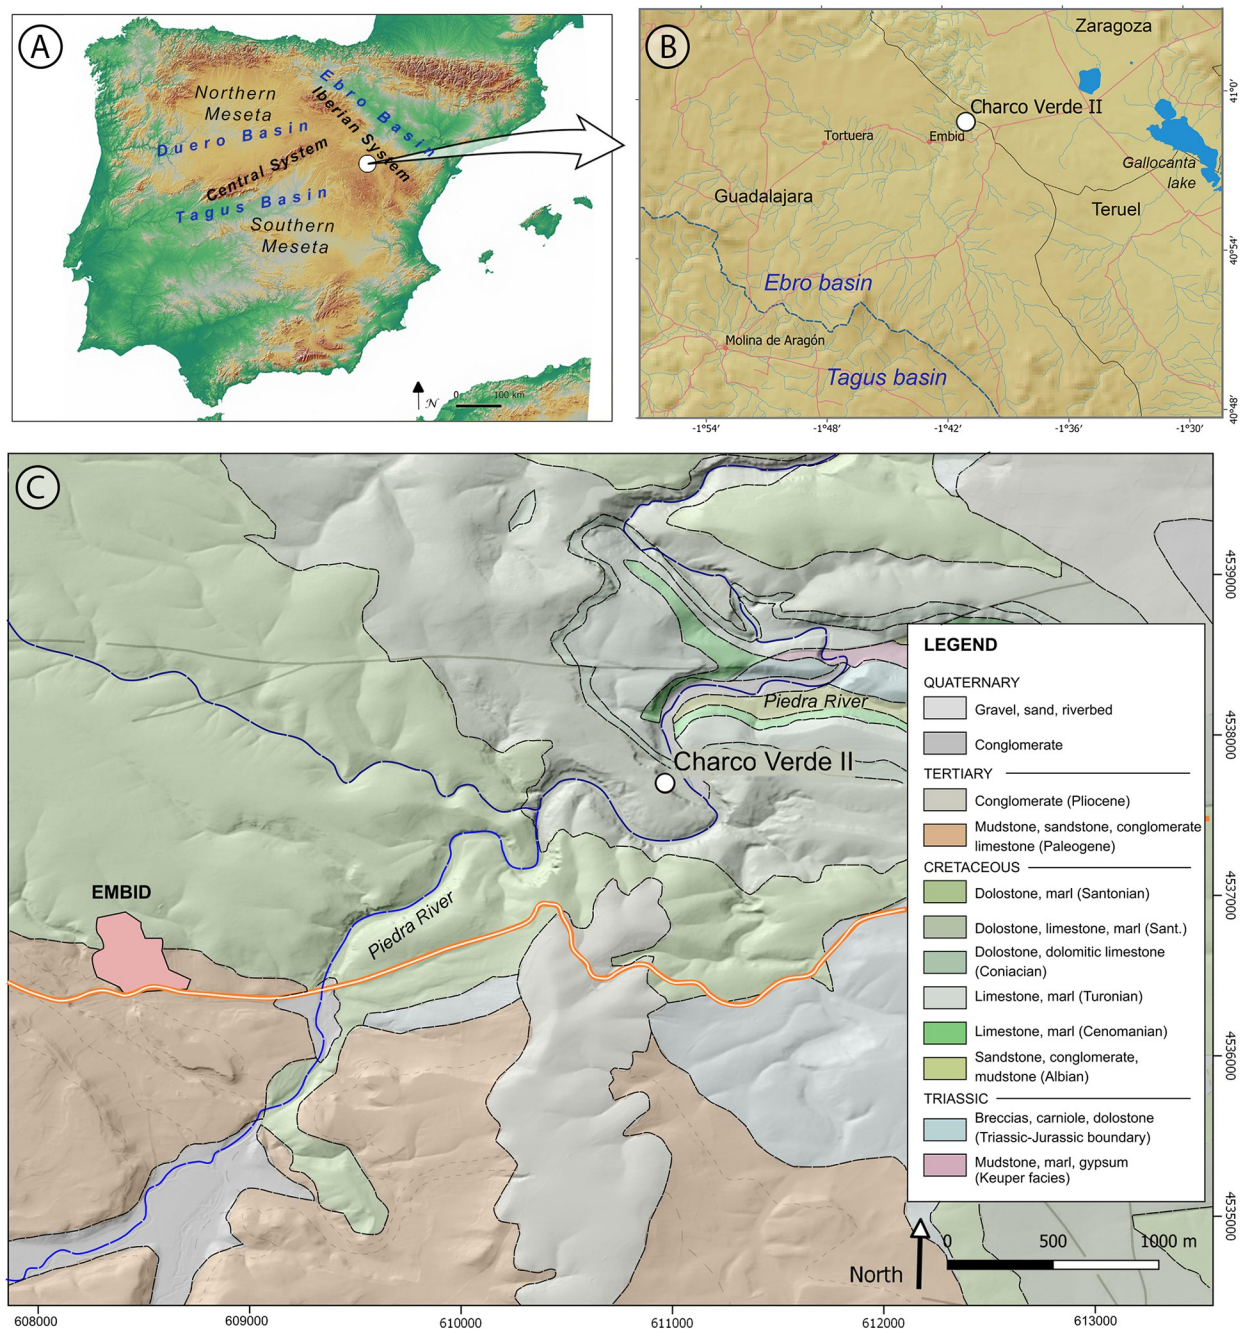 A
Northern
Meseta
Duero Basin
Ebro Basin
Iberian System
Central System
Tagus Basin
Southern
Meseta
N
0 100 km
B
Zaragoza
Charco Verde II
Tortuera
Embid
Gallocanta
lake
Guadalajara
Teruel
Ebro basin
Molina de Aragón
Tagus basin
41°0'
40°54'
40°48'
-1°54'
-1°48'
-1°42'
-1°36'
-1°30'
C
Piedra River
Charco Verde II
EMBID
Piedra River
LEGEND
QUATERNARY
Gravel, sand, riverbed
Conglomerate
TERTIARY
Conglomerate (Pliocene)
Mudstone, sandstone, conglomerate
limestone (Paleogene)
CRETACEOUS
Dolostone, marl (Santonian)
Dolostone, limestone, marl (Sant.)
Dolostone, dolomitic limestone
(Coniacian)
Limestone, marl (Turonian)
Limestone, marl (Cenomanian)
Sandstone, conglomerate,
mudstone (Albian)
TRIASSIC
Breccias, carniole, dolostone
(Triassic-Jurassic boundary)
Mudstone, marl, gypsum
(Keuper facies)
North
0 500 1000 m
4539000
4538000
4537000
4536000
4535000
608000
609000
610000
611000
612000
613000